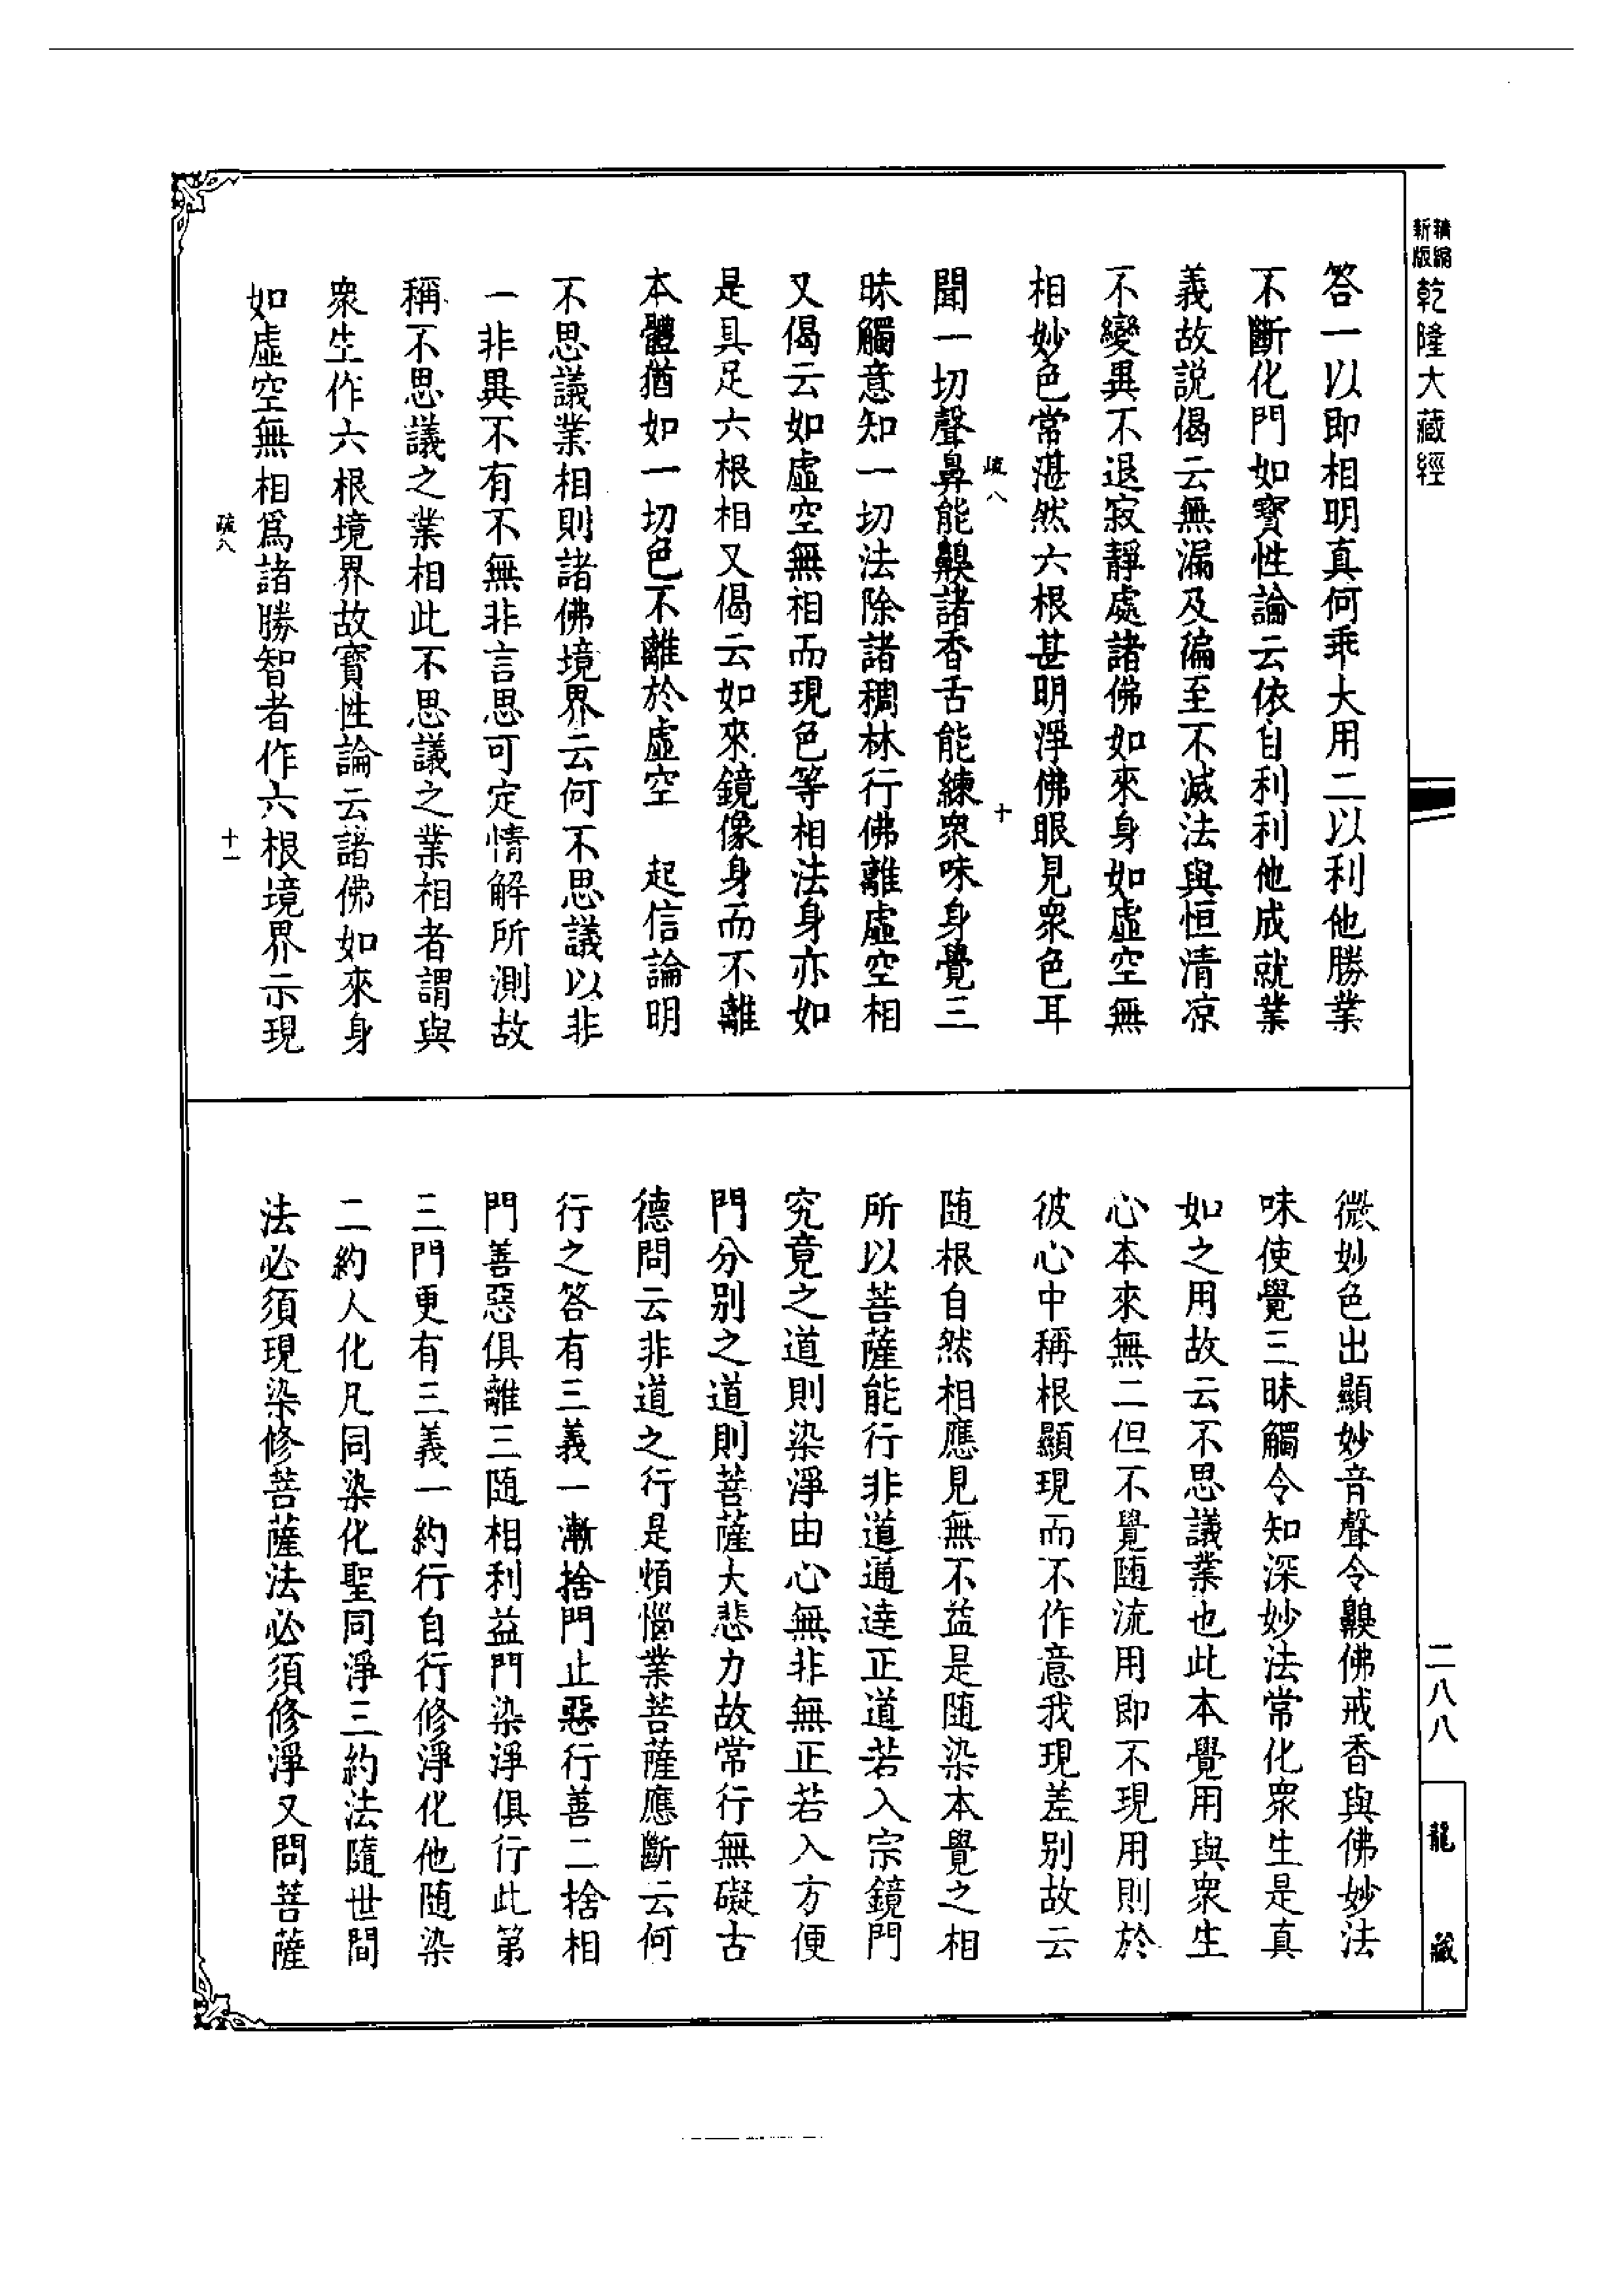 新版精縮
乾隆大藏經
答一以即相明真何乖大用二以利他勝業
不斷化門如寶性論云依自利利他成就業
義故說偈云無漏及徧至不滅法與恒清涼
不變異不退寂靜處諸佛如來身如虛空無
相妙色常湛然六根甚明淨佛眼見衆色耳
疏八
十
聞一切聲鼻能齅諸香舌能練衆味身覺三
昧觸意知一切法除諸稠林行佛離虛空相
又偈云如虛空無相而現色等相法身亦如
是具足六根相又偈云如來鏡像身而不離
本體猶如一切色不離於虛空 起信論明
不思議業相則諸佛境界云何不思議以非
一非異不有不無非言思可定情解所測故
稱不思議之業相此不思議之業相者謂與
衆生作六根境界故寶性論云諸佛如來身
如虛空無相爲諸勝智者作六根境界示現
疏八
十一
微妙色出顯妙音聲令齅佛戒香與佛妙法
味使覺三昧觸令知深妙法常化衆生是真
如之用故云不思議業也此本覺用與衆生
心本來無二但不覺随流用即不現用則於
彼心中稱根顯現而不作意我現差别故云
随根自然相應見無不益是随染本覺之相
所以菩薩能行非道通達正道若入宗鏡門
究竟之道則染淨由心無非無正若入方便
門分别之道則菩薩大悲力故常行無礙古
德問云非道之行是煩惱業菩薩應斷云何
行之答有三義一漸捨門止惡行善二捨相
門善惡俱離三随相利益門染淨俱行此第
三門更有三義一約行自行修淨化他随染
二約人化凡同染化聖同淨三約法隨世間
法必須現染修菩薩法必須修淨又問菩薩
二八八
龍藏